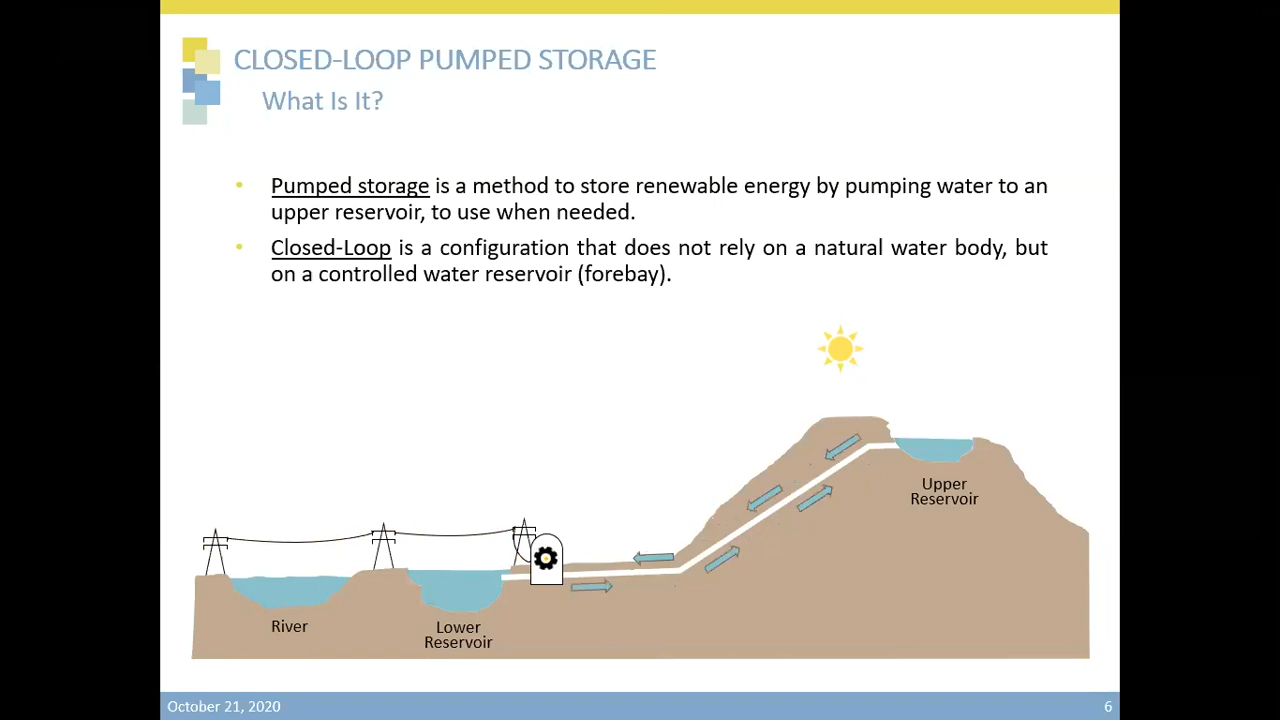 CLOSED-LOOP PUMPED STORAGE
What Is It?
• Pumped storage is a method to store renewable energy by pumping water to an
upper reservoir, to use when needed.
• Closed-Loop is a configuration that does not rely on a natural water body, but
on a controlled water reservoir (forebay).
Upper
Reservoir
River
Lower
Reservoir
October 21, 2020
6